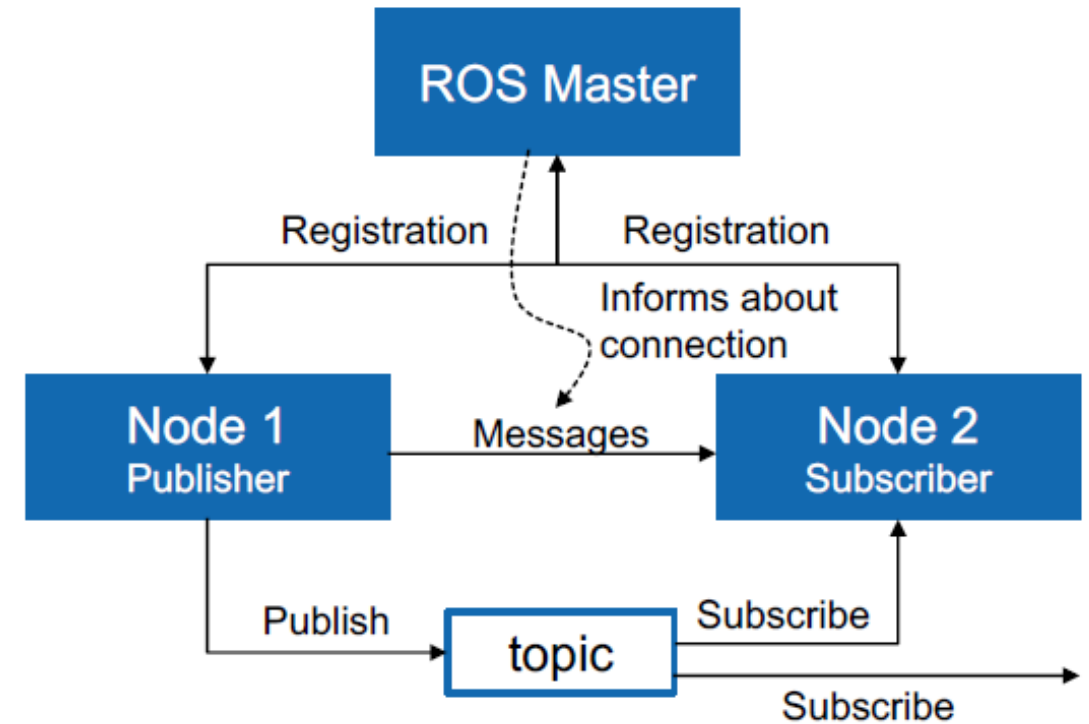 ROS Master
Registration
Registration
Informs about
connection
Node 1
Publisher
Messages
Node 2
Subscriber
Publish
topic
Subscribe
Subscribe